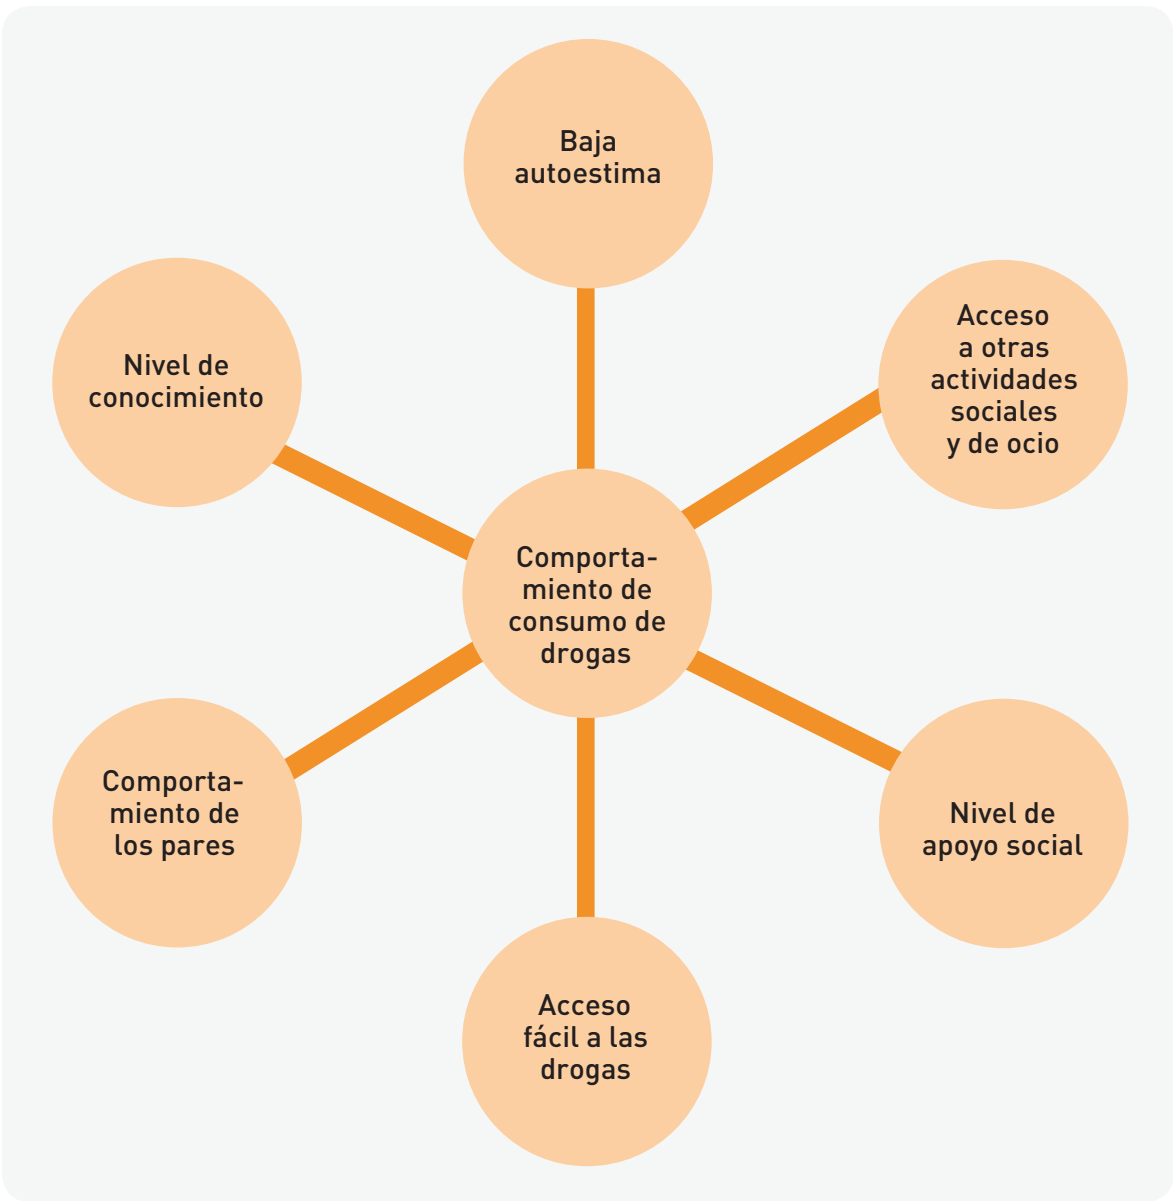 Baja
autoestima
Acceso
a otras
actividades
sociales
y de ocio
Nivel de
conocimiento
Comporta-
miento de
consumo de
drogas
Comporta-
miento de
los pares
Nivel de
apoyo social
Acceso
fácil a las
drogas